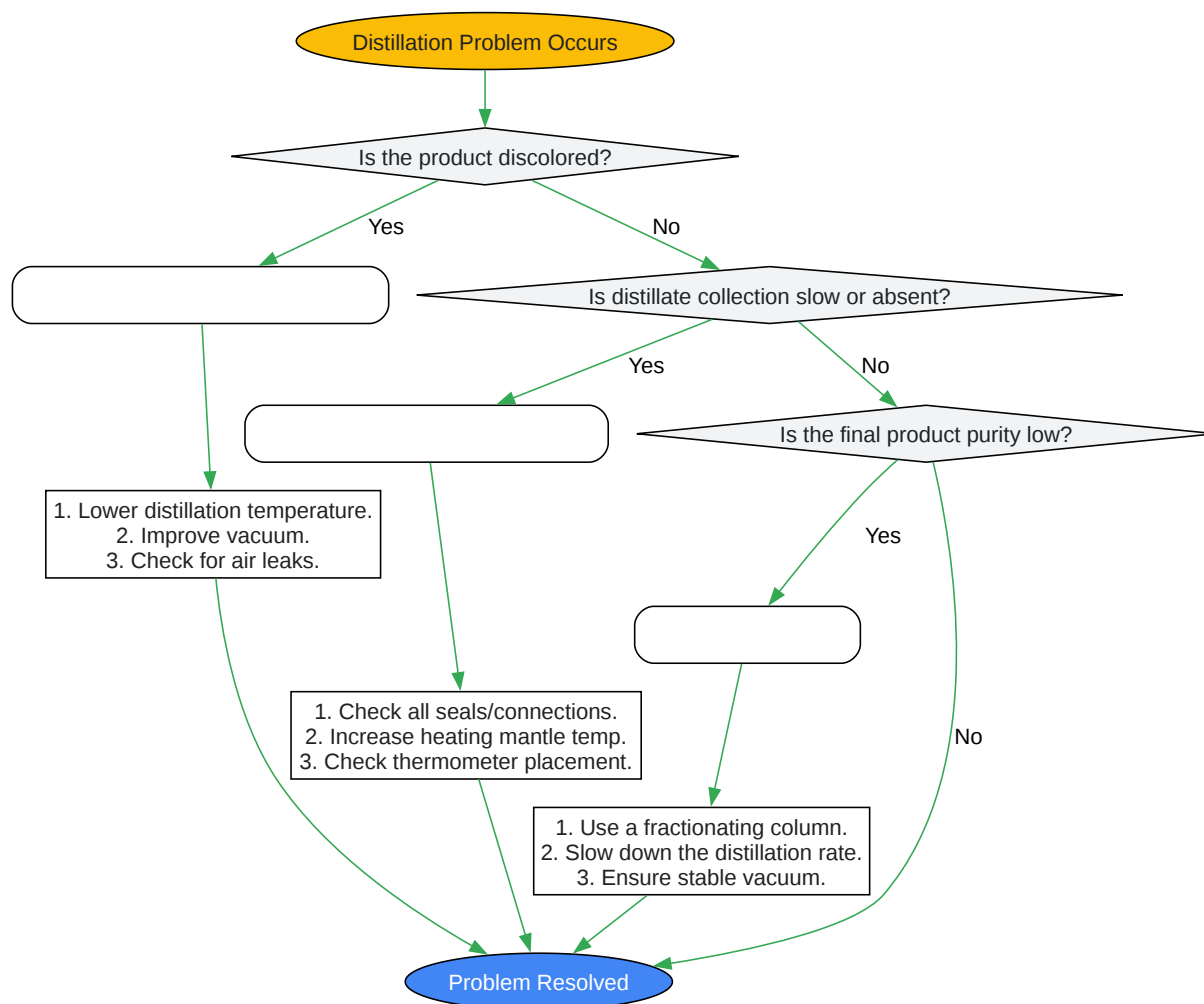 Distillation Problem Occurs
Is the product discolored?
Yes
No
Is distillate collection slow or absent?
Yes
No
Is the final product purity low?
1. Lower distillation temperature.
2. Improve vacuum.
3. Check for air leaks.
Yes
1. Check all seals/connections.
2. Increase heating mantle temp.
3. Check thermometer placement.
No
1. Use a fractionating column.
2. Slow down the distillation rate.
3. Ensure stable vacuum.
Problem Resolved